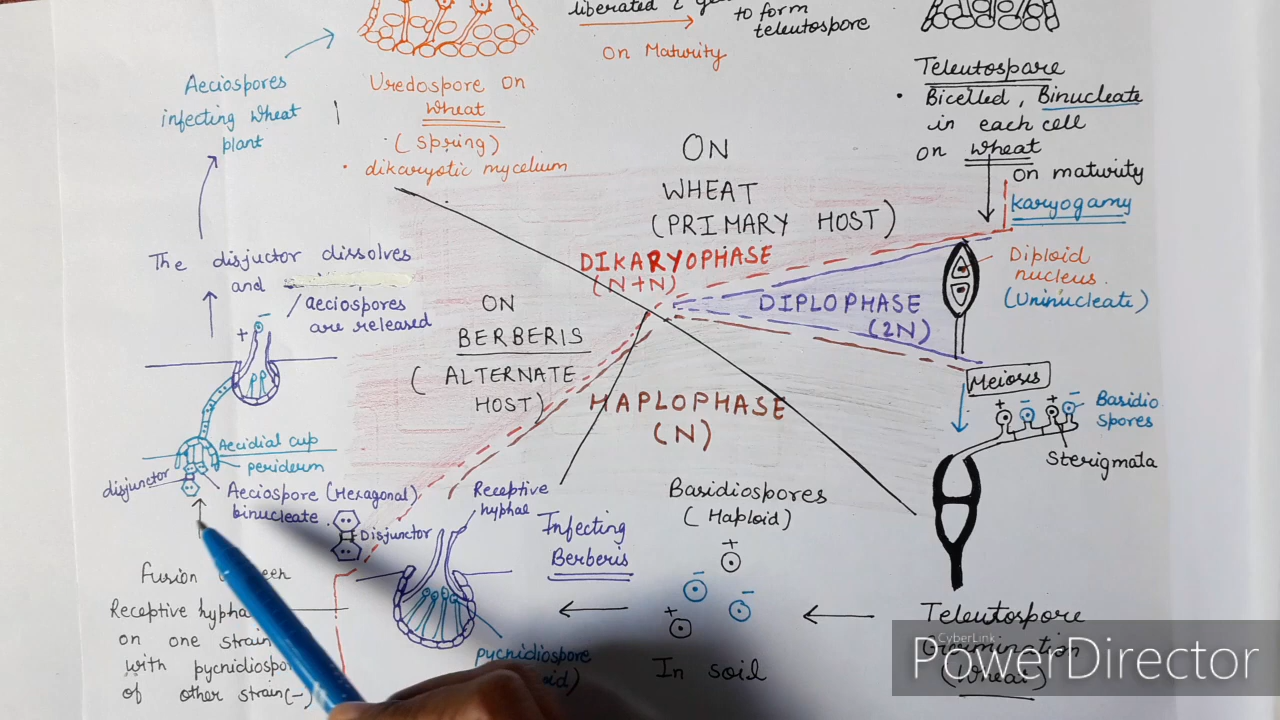 liberated &
to form
teleutospore
on Maturity
Aeciospores
infecting wheat
plant
Uredospore on
wheat
(spring)
• dikaryotic mycelium
Teleutospore
• Bicelled, Binucleate
in each cell
on wheat
on maturity
karyogamy
ON
WHEAT
(PRIMARY HOST)
The disjuctor dissolves
and
aeciospores
are released
+ -
DIKARYOPHASE
(N+N)
DIPLOPHASE
(2N)
Diploid
nucleus.
(Uninucleate)
ON
BERBERIS
(ALTERNATE
HOST)
HAPLOPHASE
(N)
Meiosis
+ - + -
Basidio
spores
Sterigmata
Aecidial cup
periderm
disjunctor
Aeciospore (Hexagonal)
binucleate.
Disjunctor
Receptive
hyphae
Infecting
Berberis
Basidiospores
(Haploid)
+
-
-
+
In soil
pycnidiospore
Fusion
Receptive
on one strain
with
of other strain(-)
Teleutospore
Germination
(Wheat)
CyberLink
PowerDirector